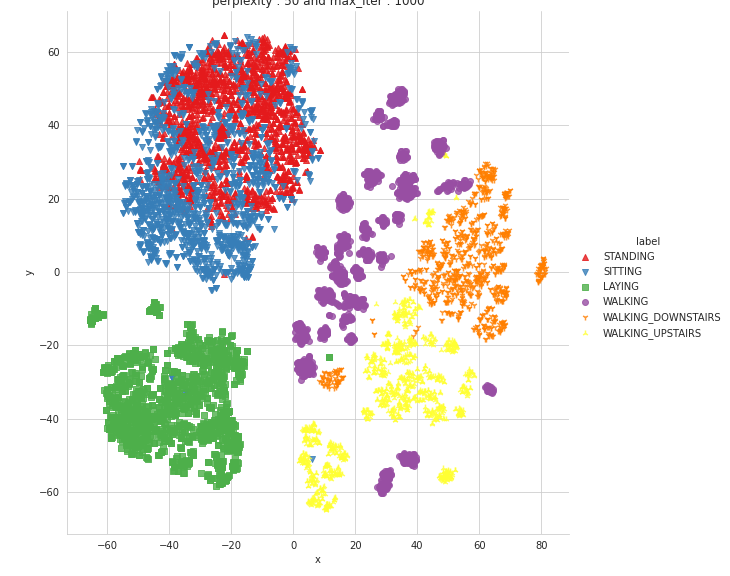 perplexity : 50 and max_iter : 1000
60
40
20
0
−20
−40
−60
y
−60
−40
−20
0
20
40
60
80
x
label
STANDING
SITTING
LAYING
WALKING
WALKING_DOWNSTAIRS
WALKING_UPSTAIRS